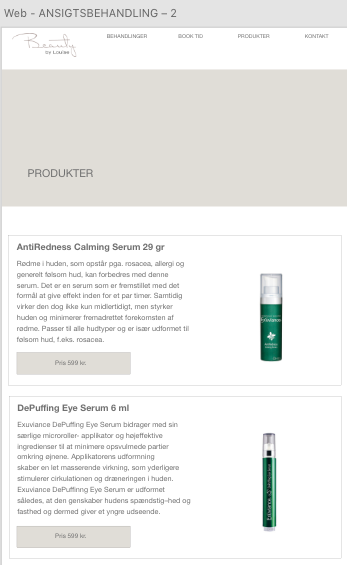 Web - ANSIGTSBEHANDLING – 2
Beauty
by Louise
BEHANDLINGER BOOK TID PRODUKTER KONTAKT
PRODUKTER
AntiRedness Calming Serum 29 gr
Rødme i huden, som opstår pga. rosacea, allergi og
generelt følsom hud, kan forbedres med denne
serum. Det er en serum som er fremstillet med det
formål at give effekt inden for et par timer. Samtidig
virker den dog ikke kun midlertidigt, men styrker
huden og minimerer fremadrettet forekomsten af
rødme. Passer til alle hudtyper og er især udformet til
følsom hud, f.eks. rosacea.
Pris 599 kr.
Exuviance
DePuffing Eye Serum 6 ml
Exuviance DePuffing Eye Serum bidrager med sin
særlige microroller- applikator og højeffektive
ingredienser til at minimere opsvulmede partier
omkring øjnene. Applikatorens udformning
skaber en let masserende virkning, som yderligere
stimulerer cirkulationen og dræneringen i huden.
Exuviance DePuffinng Eye Serum er udformet
således, at den genskaber hudens spændstig-hed og
fasthed og dermed giver et yngre udseende.
Pris 599 kr.
Exuviance